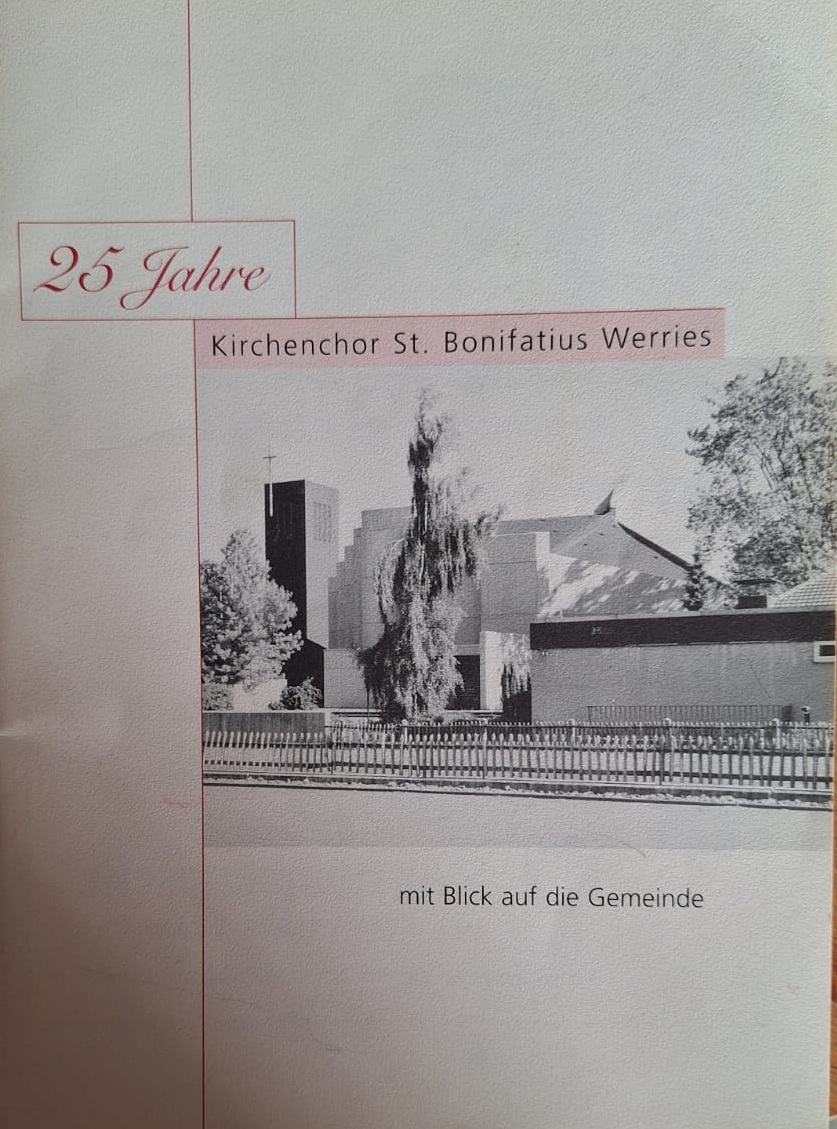 25 Jahre
Kirchenchor St. Bonifatius Werries
mit Blick auf die Gemeinde